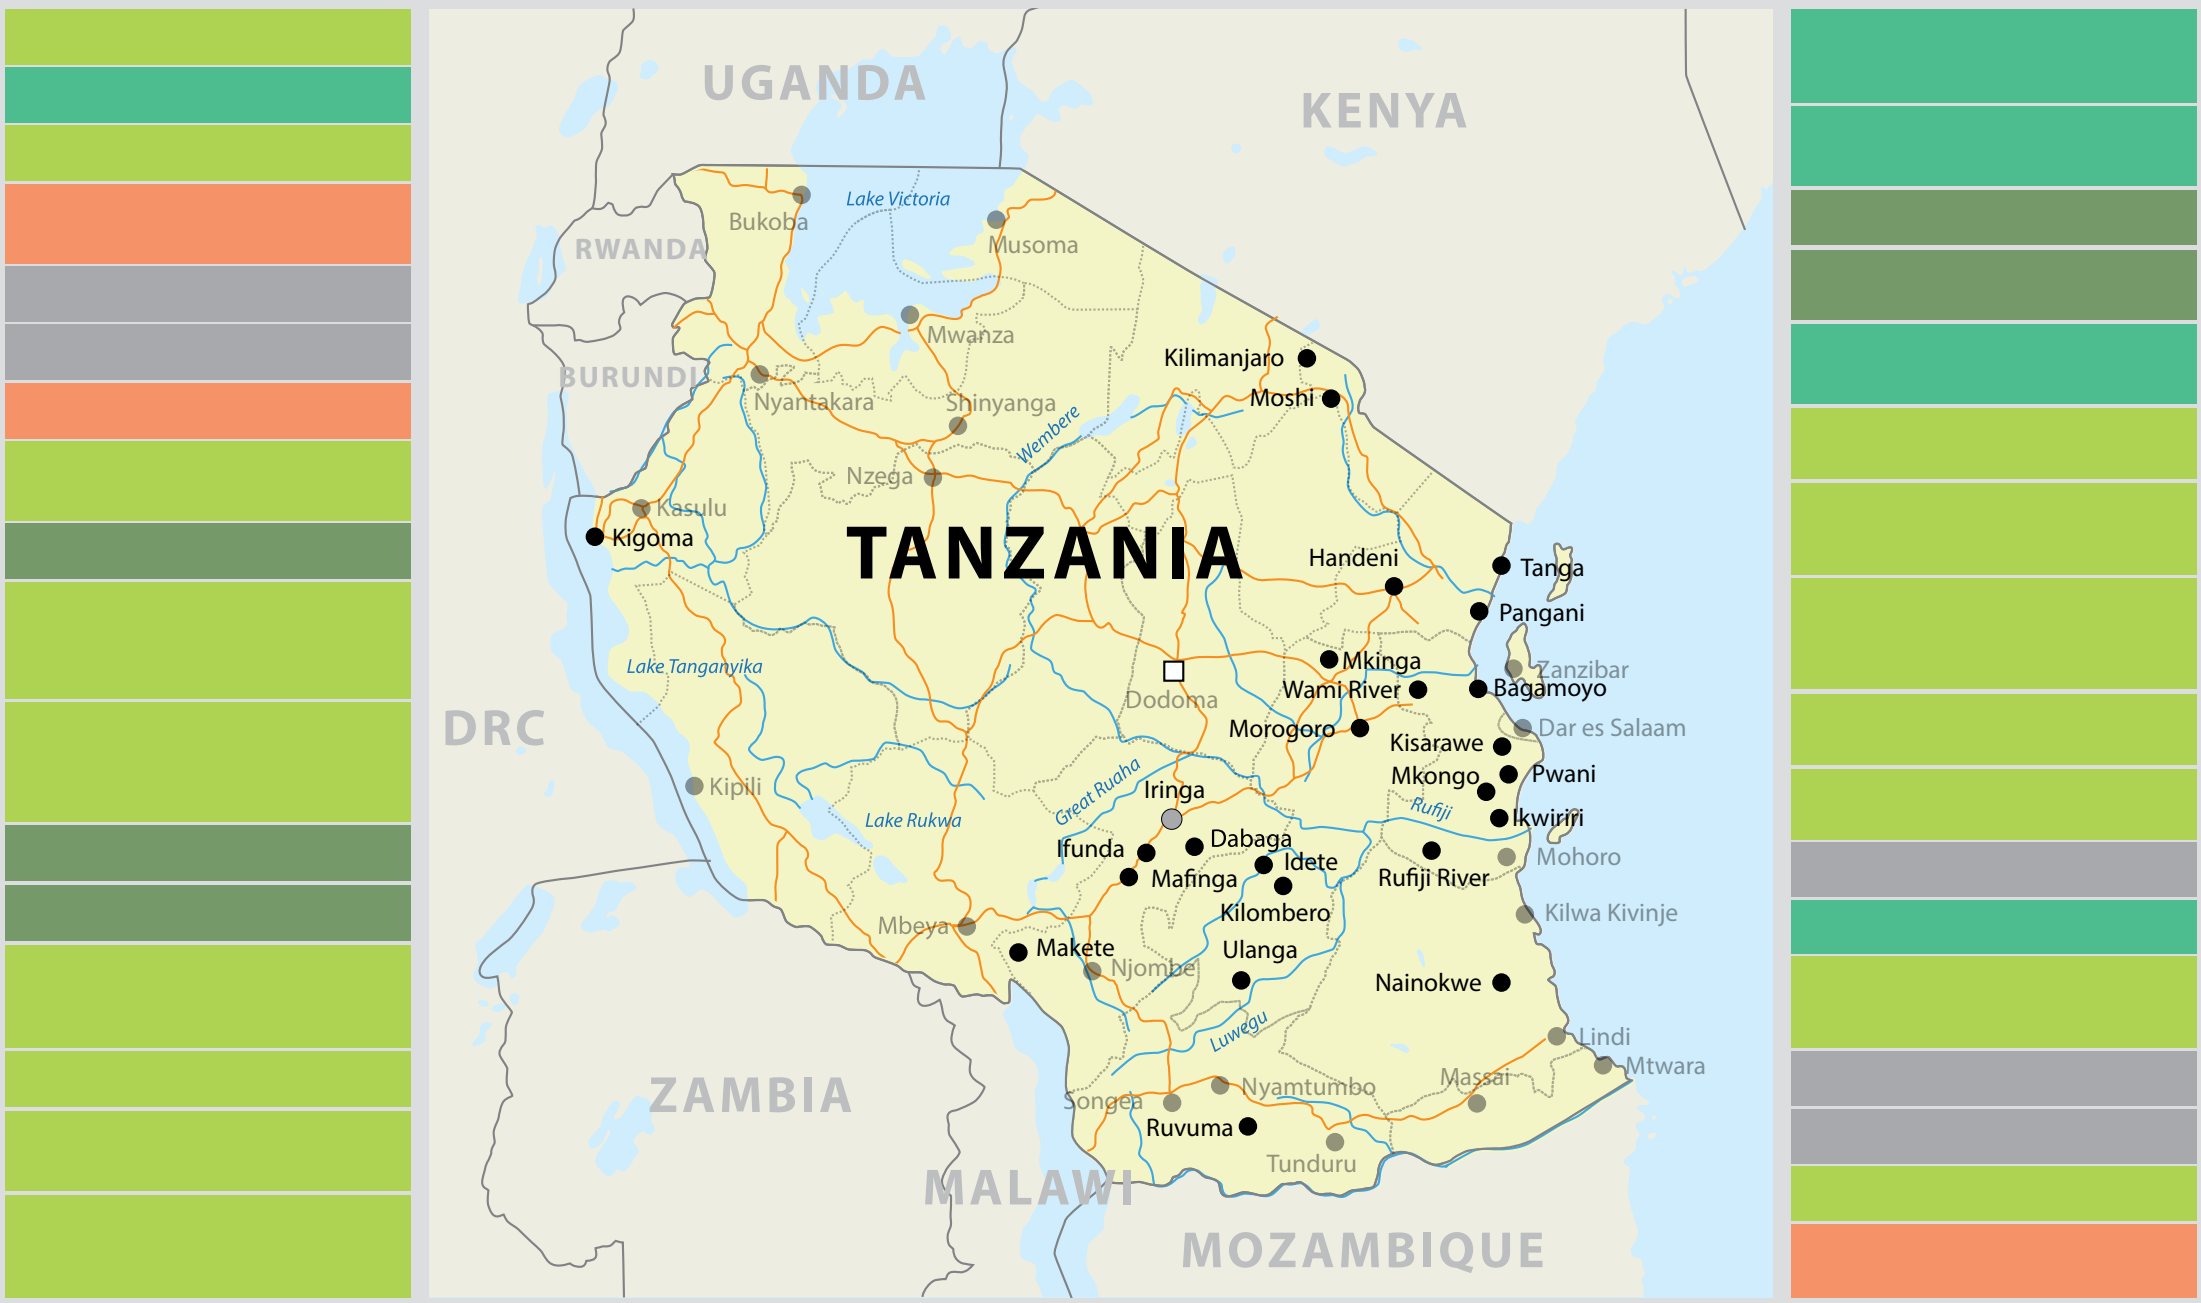 UGANDA
KENYA
Lake Victoria
Bukoba
RWANDA
Musoma
Mwanza
Kilimanjaro
BURUNDI
Nyantakara
Shinyanga
Moshi
Wembere
Nzega
Kasulu
Kigoma
TANZANIA
Handeni
Tanga
Pangani
Lake Tanganyika
Mkinga
Zanzibar
Dodoma
Wami River
Bagamoyo
DRC
Morogoro
Dar es Salaam
Kisarawe
Kipili
Great Ruaha
Iringa
Mkongo
Pwani
Lake Rukwa
Rufiji
Ikwiriri
Ifunda
Dabaga
Idete
Mohoro
Mafinga
Rufiji River
Kilombero
Kilwa Kivinje
Mbeya
Makete
Njombe
Ulanga
Nainokwe
Luwegu
Lindi
Mtwara
ZAMBIA
Songea
Nyamtumbo
Massai
Ruvuma
Tunduru
MALAWI
MOZAMBIQUE